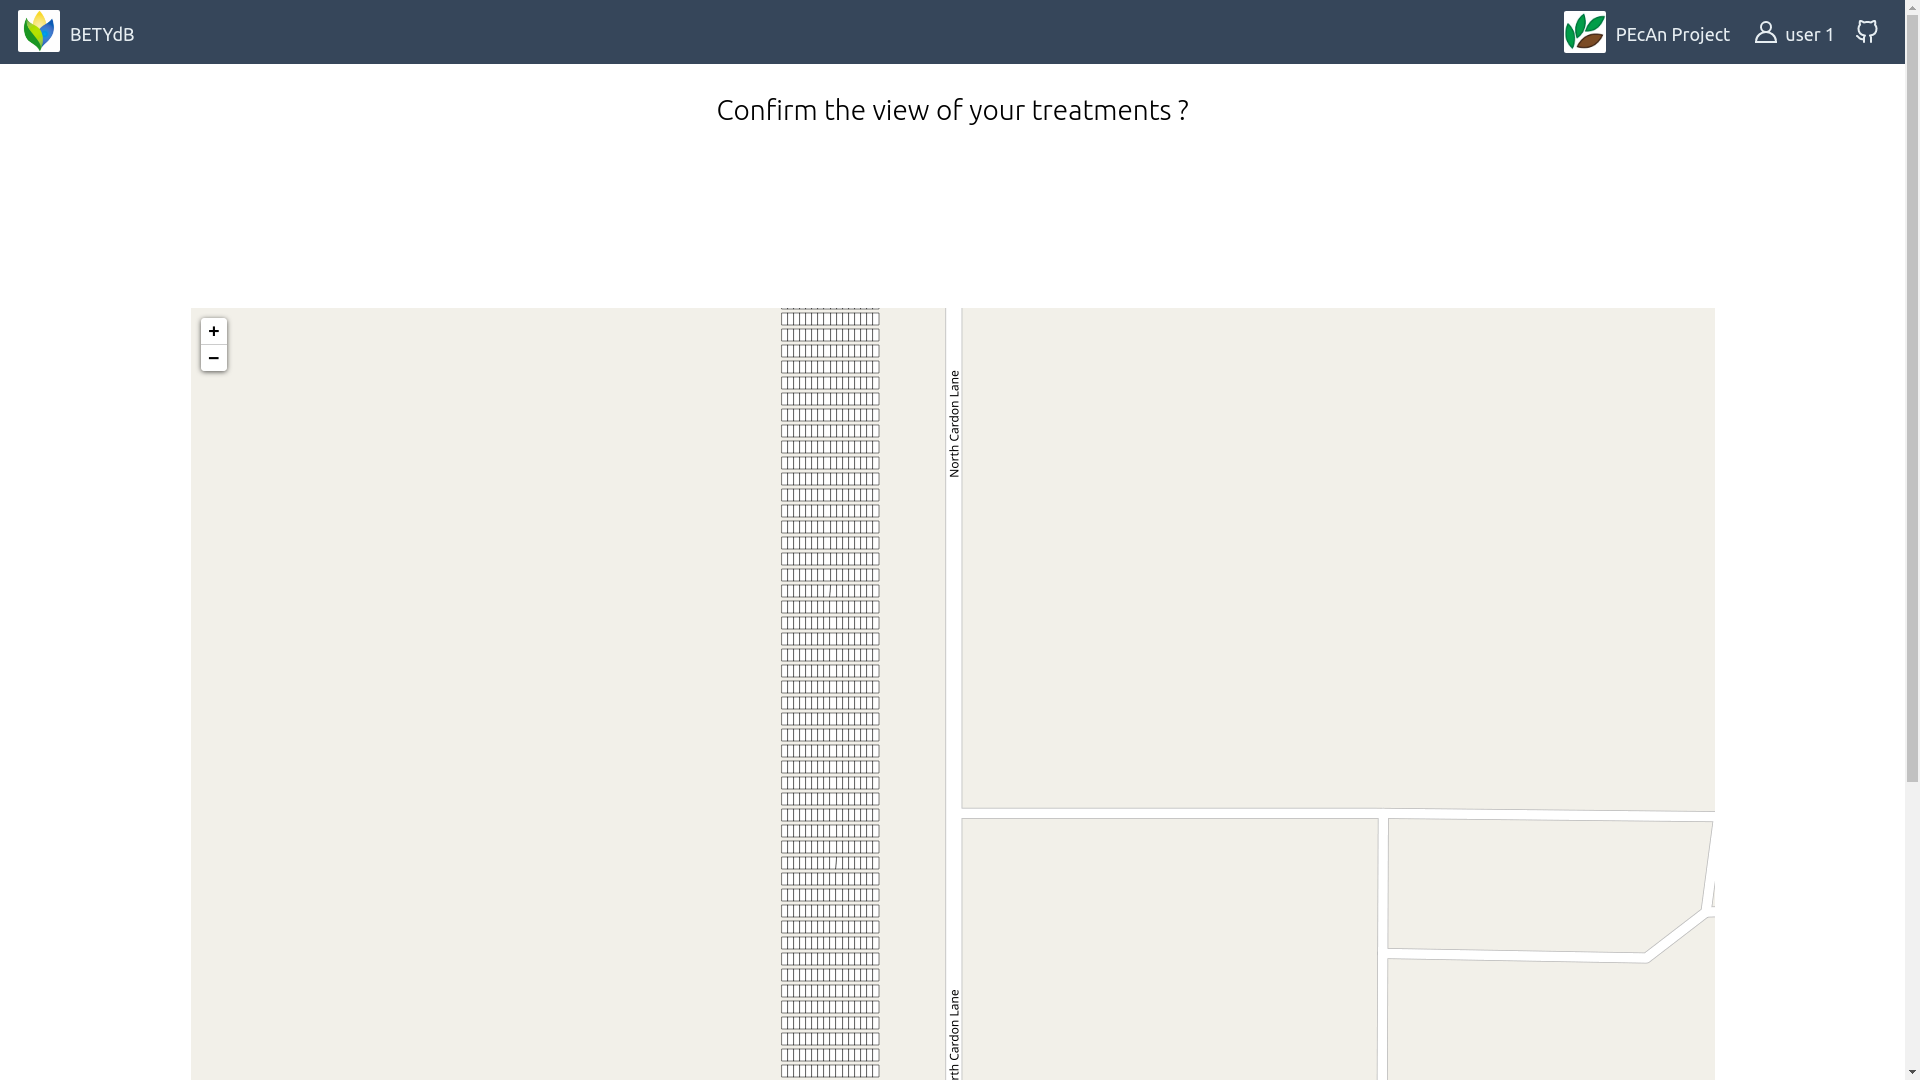 BETYdB
PEcAn Project
user 1
Confirm the view of your treatments ?
+
−
North Cardon Lane
rth Cardon Lane